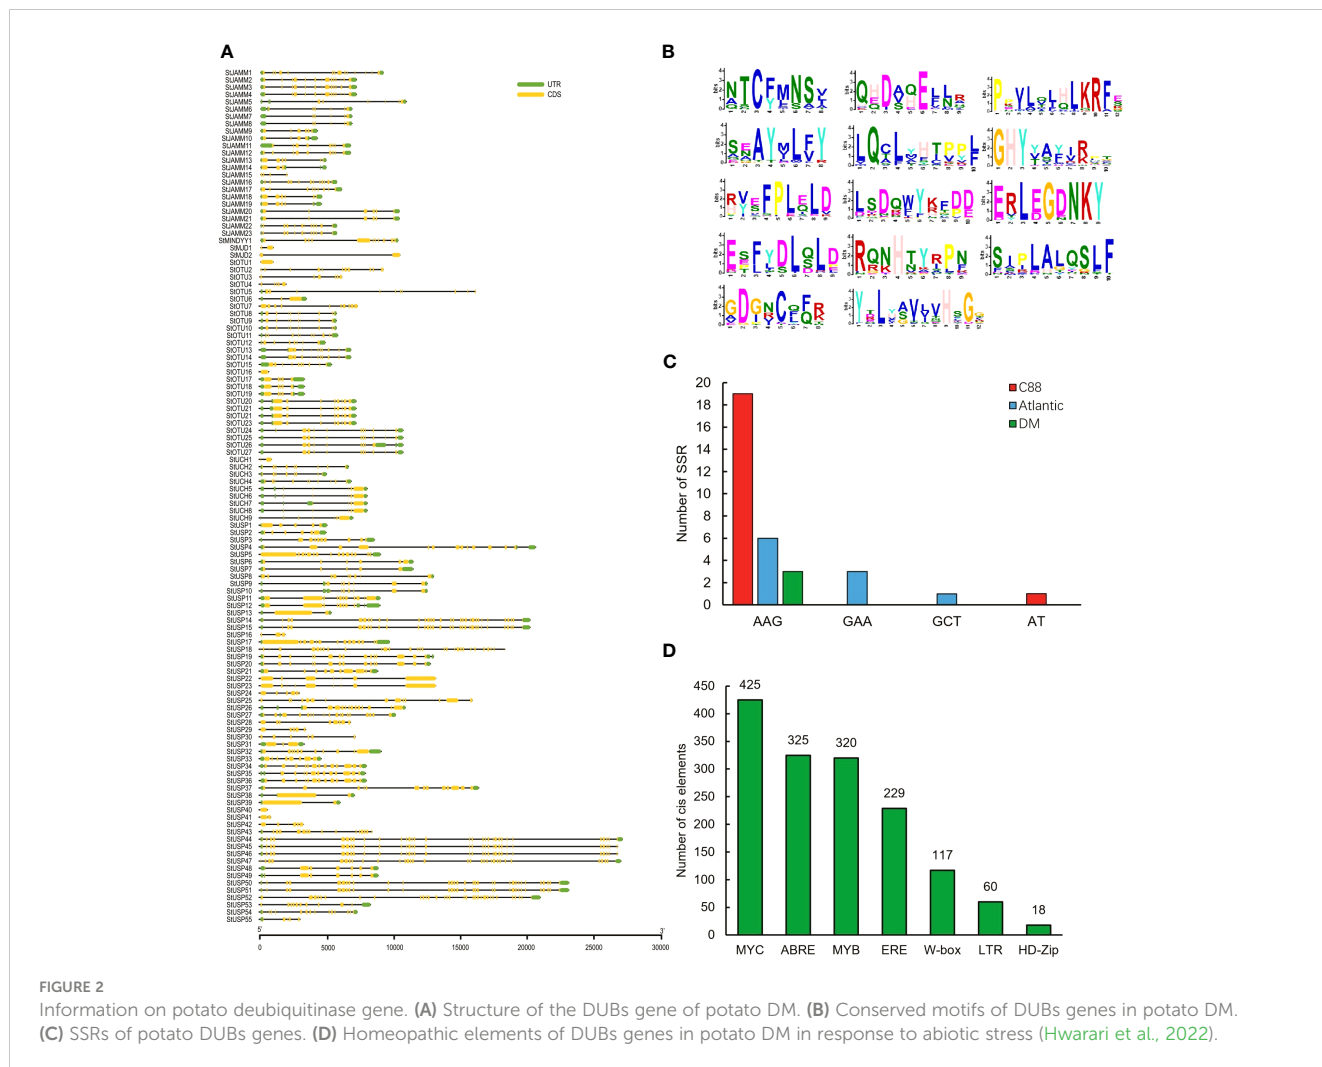 A
StJAMM1
StJAMM2
StJAMM3
StJAMM4
StJAMM5
StJAMM6
StJAMM7
StJAMM8
StJAMM9
StJAMM10
StJAMM11
StJAMM12
StJAMM13
StJAMM14
StJAMM15
StJAMM16
StJAMM17
StJAMM18
StJAMM19
StJAMM20
StJAMM21
StJAMM22
StJAMM23
StMINDYY1
StMJD1
StMJD2
StOTU1
StOTU2
StOTU3
StOTU4
StOTU5
StOTU6
StOTU7
StOTU8
StOTU9
StOTU10
StOTU11
StOTU12
StOTU13
StOTU14
StOTU15
StOTU16
StOTU17
StOTU18
StOTU19
StOTU20
StOTU21
StOTU21
StOTU23
StOTU24
StOTU25
StOTU26
StOTU27
StUCH1
StUCH2
StUCH3
StUCH4
StUCH5
StUCH6
StUCH7
StUCH8
StUCH9
StUSP1
StUSP2
StUSP3
StUSP4
StUSP5
StUSP6
StUSP7
StUSP8
StUSP9
StUSP10
StUSP11
StUSP12
StUSP13
StUSP14
StUSP15
StUSP16
StUSP17
StUSP18
StUSP19
StUSP20
StUSP21
StUSP22
StUSP23
StUSP24
StUSP25
StUSP26
StUSP27
StUSP28
StUSP29
StUSP30
StUSP31
StUSP32
StUSP33
StUSP34
StUSP35
StUSP36
StUSP37
StUSP38
StUSP39
StUSP40
StUSP41
StUSP42
StUSP43
StUSP44
StUSP45
StUSP46
StUSP47
StUSP48
StUSP49
StUSP50
StUSP51
StUSP52
StUSP53
StUSP54
StUSP55
UTR
CDS
5' 3'
0 5000 10000 15000 20000 25000 30000
B
C
Number of SSR
20
18
16
14
12
10
8
6
4
2
0
AAG GAA GCT AT
C88
Atlantic
DM
D
Number of cis elements
450
400
350
300
250
200
150
100
50
0
425 325 320 229 117 60 18
MYC ABRE MYB ERE W-box LTR HD-Zip
FIGURE 2
Information on potato deubiquitinase gene. (A) Structure of the DUBs gene of potato DM. (B) Conserved motifs of DUBs genes in potato DM.
(C) SSRs of potato DUBs genes. (D) Homeopathic elements of DUBs genes in potato DM in response to abiotic stress (Hwarari et al., 2022).